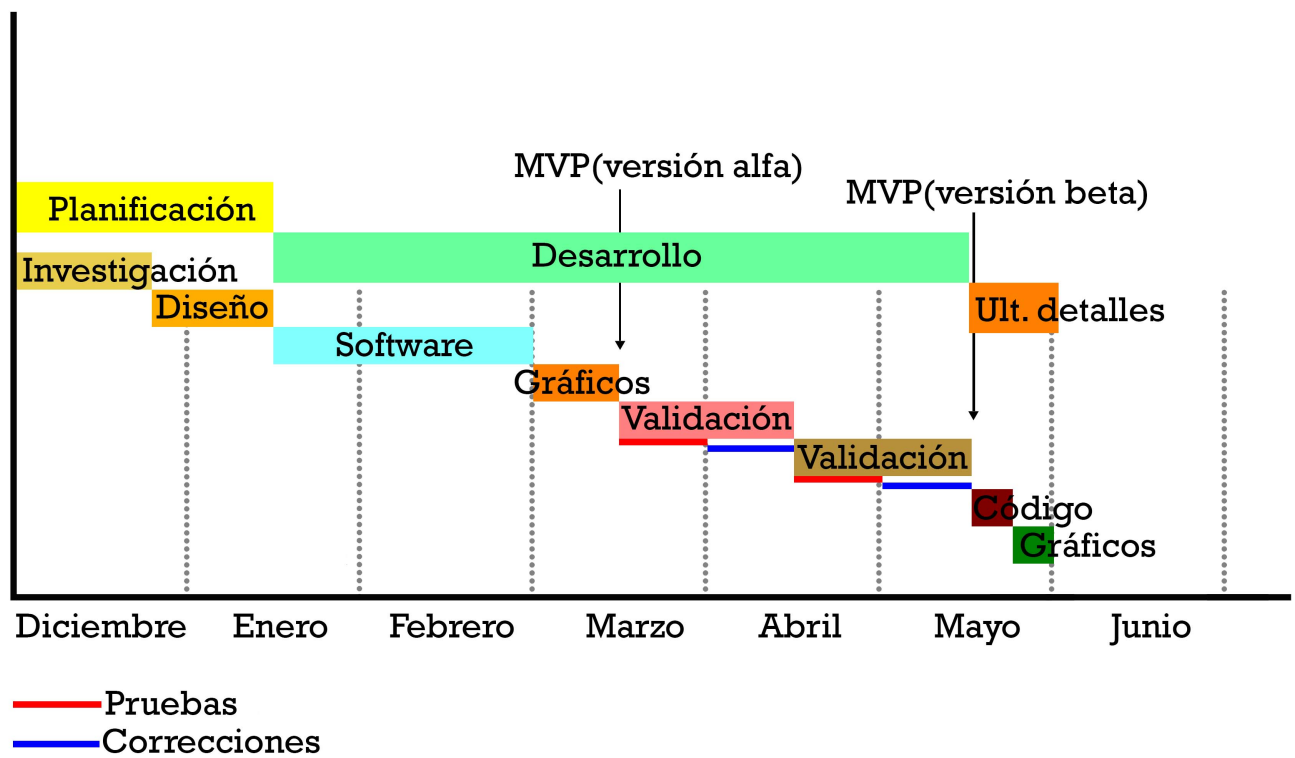 MVP(versión alfa)
MVP(versión beta)
Planificación
Desarrollo
Investigación
Diseño
Ult. detalles
Software
Gráficos
Validación
Validación
Código
Gráficos
Diciembre Enero Febrero Marzo Abril Mayo Junio
Pruebas
Correcciones